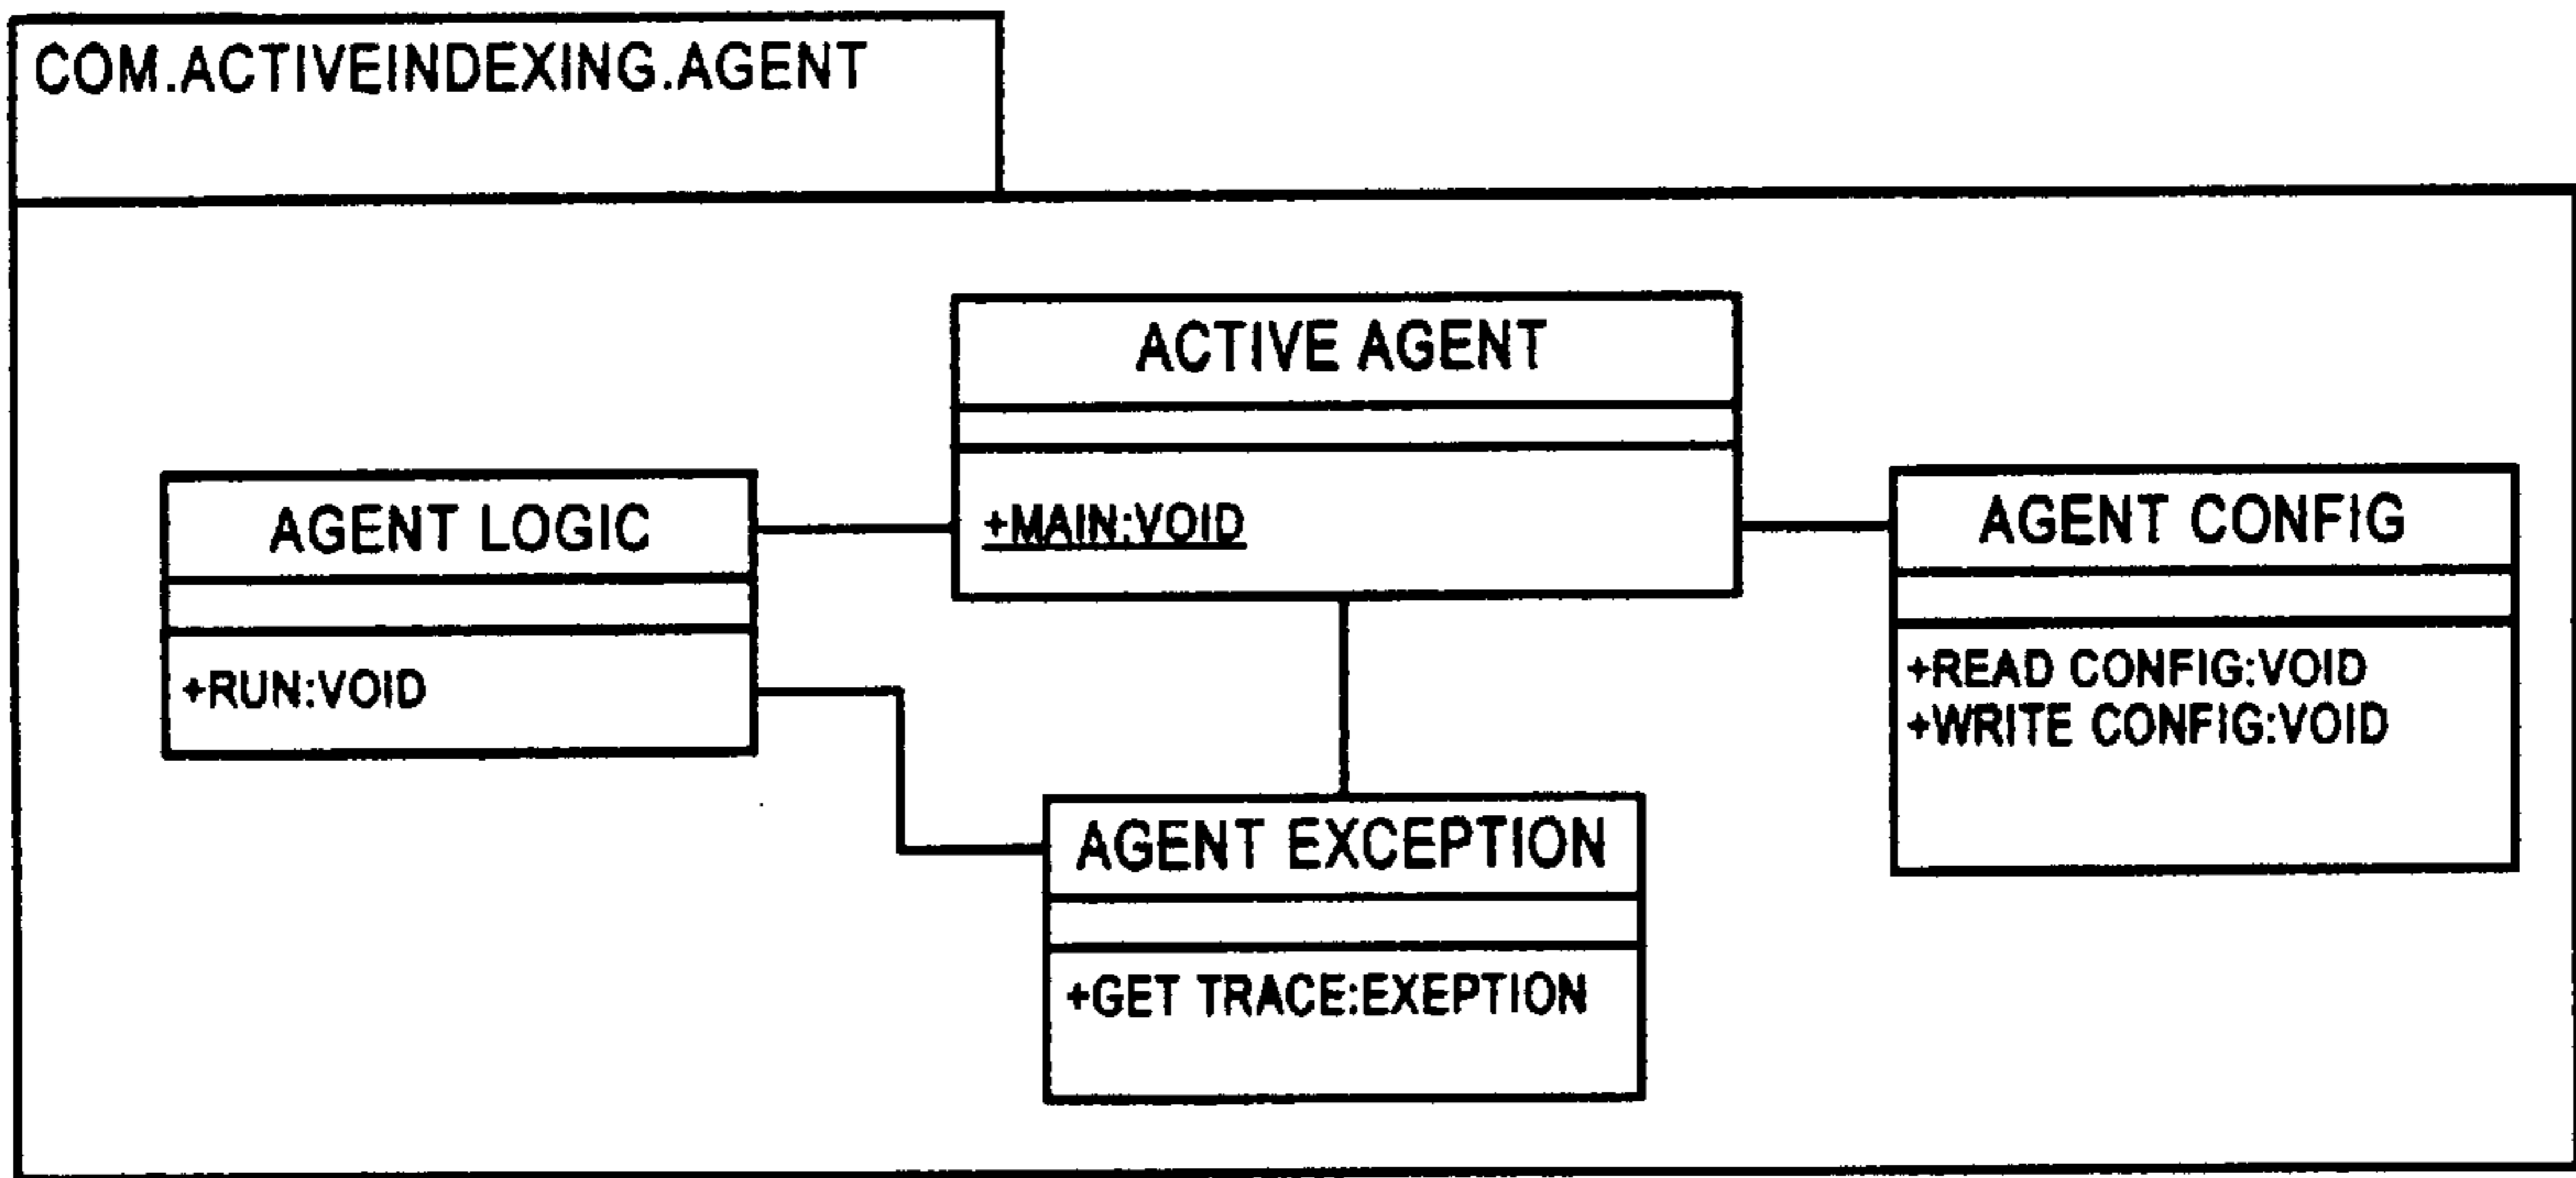 COM.ACTIVEINDEXING.AGENT
ACTIVE AGENT
+MAIN:VOID
AGENT LOGIC
+RUN:VOID
AGENT CONFIG
+READ CONFIG:VOID
+WRITE CONFIG:VOID
AGENT EXCEPTION
+GET TRACE:EXEPTION